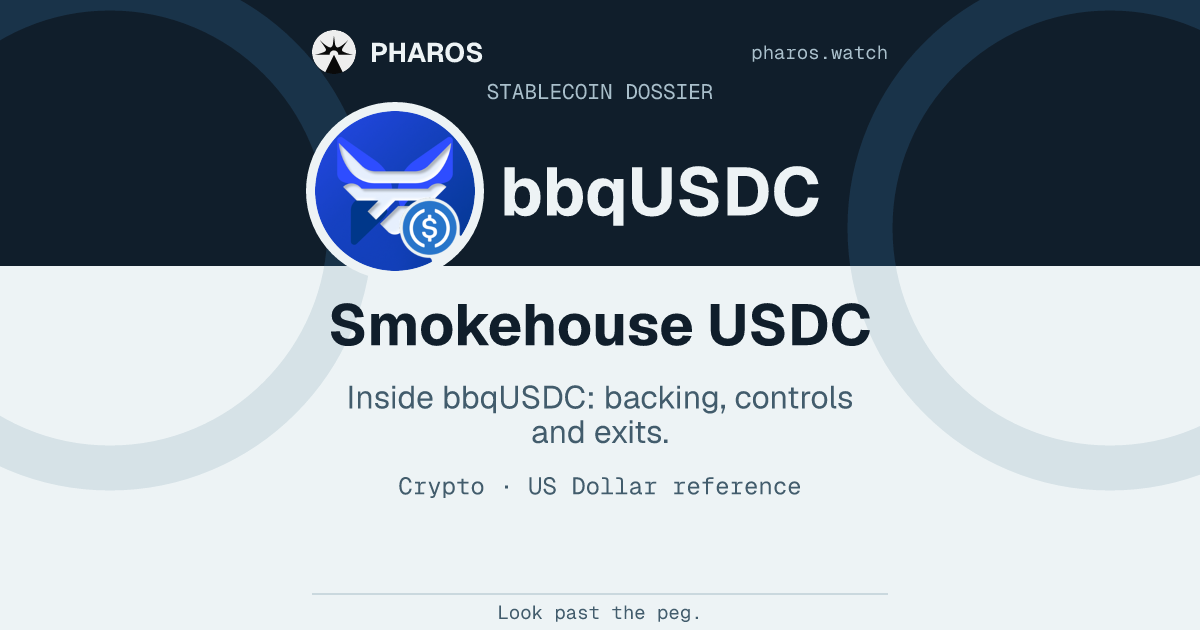 PHAROS
pharos.watch
STABLECOIN DOSSIER
bbqUSDC
Smokehouse USDC
Inside bbqUSDC: backing, controls
and exits.
Crypto · US Dollar reference
Look past the peg.